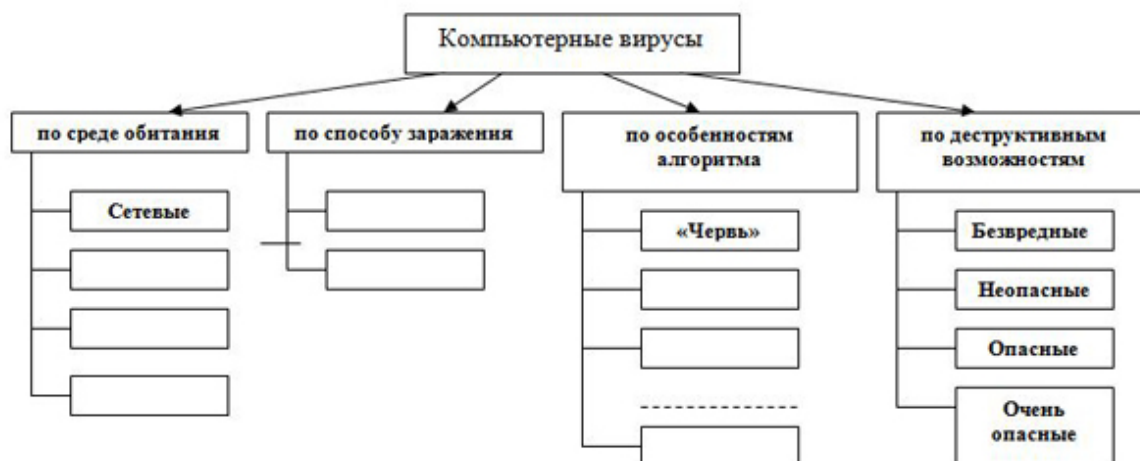 Компьютерные вирусы
по среде обитания
по способу заражения
по особенностям
алгоритма
по деструктивным
возможностям
Сетевые
«Червь»
Безвредные
Неопасные
Опасные
Очень
опасные